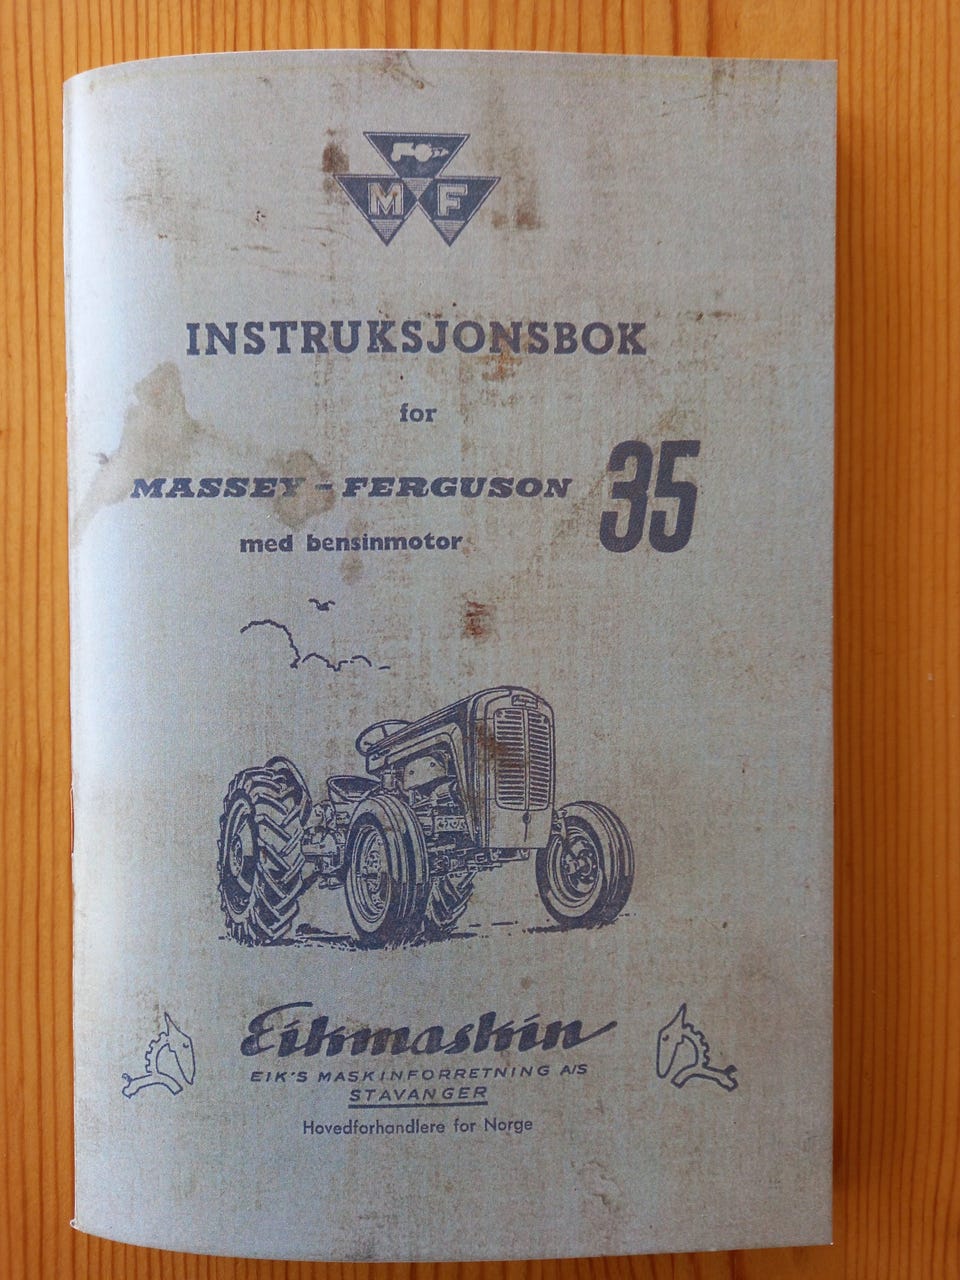 M F
INSTRUKSJONSBOK
for
MASSEY-FERGUSON 35
med bensinmotor
Eikmaskin
EIK'S MASKINFORRETNING A/S
STAVANGER
Hovedforhandlere for Norge